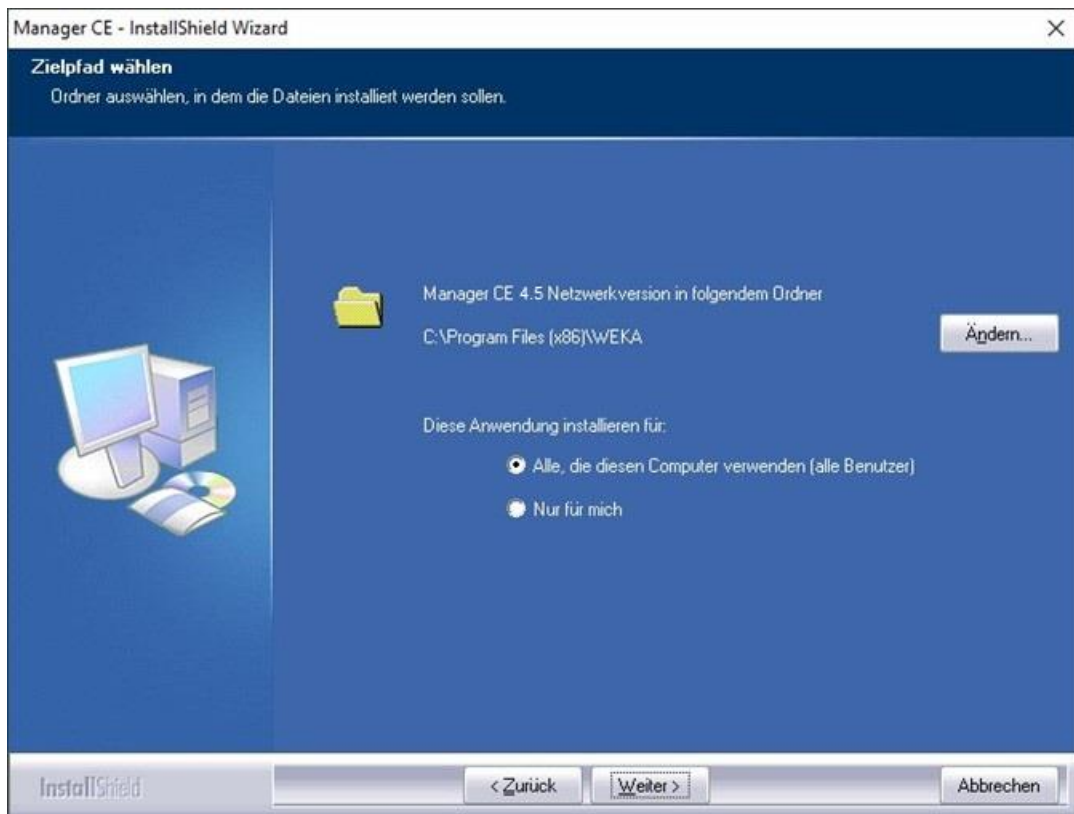 Manager CE - InstallShield Wizard
Zielpfad wählen
Ordner auswählen, in dem die Dateien installiert werden sollen.
Manager CE 4.5 Netzwerkversion in folgendem Ordner
C:\Program Files (x86)\WEKA
Ändern...
Diese Anwendung installieren für:
Alle, die diesen Computer verwenden (alle Benutzer)
Nur für mich
InstallShield
< Zurück
Weiter >
Abbrechen